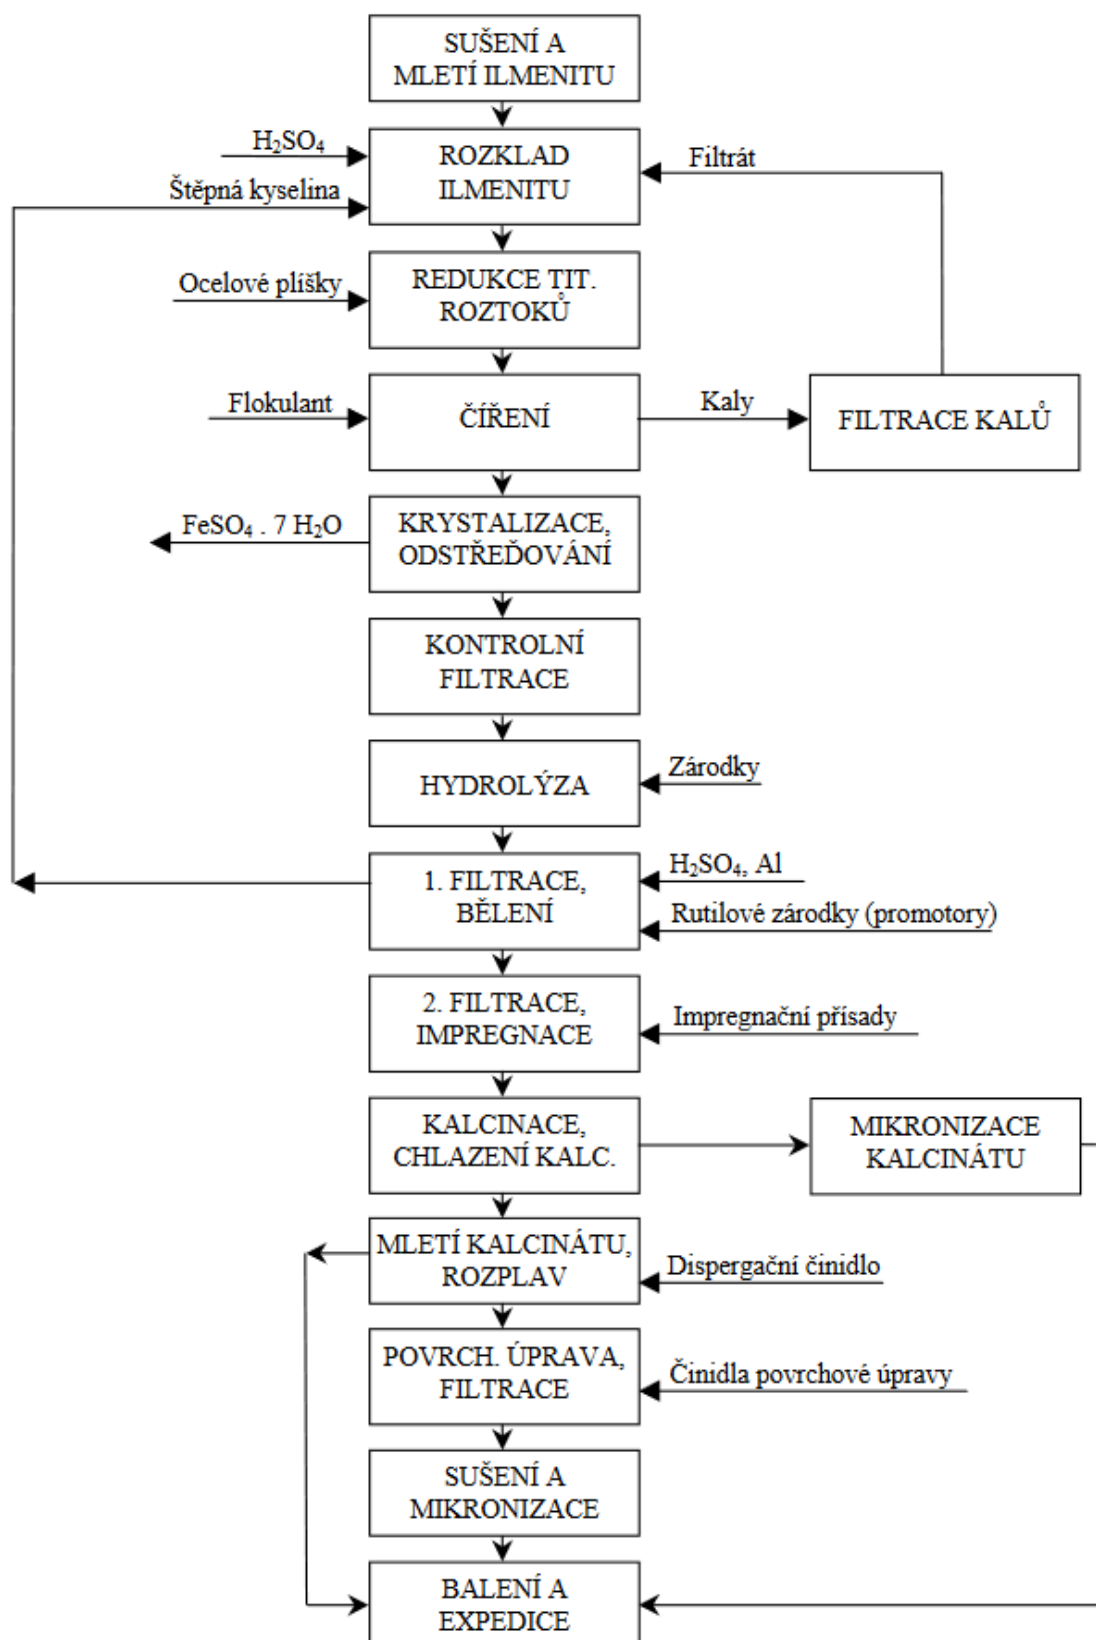 SUŠENÍ A
MLETÍ ILMENITU
H₂SO₄
ROZKLAD
ILMENITU
Filtrát
Štěpná kyselina
Ocelové plíšky
REDUKCE TIT.
ROZTOKŮ
Flokulant
ČÍŘENÍ
Kaly
FILTRACE KALŮ
FeSO₄ . 7 H₂O
KRYSTALIZACE,
ODSTŘEĎOVÁNÍ
KONTROLNÍ
FILTRACE
HYDROLÝZA
Zárodky
1. FILTRACE,
BĚLENÍ
H₂SO₄, Al
Rutilové zárodky (promotory)
2. FILTRACE,
IMPREGNACE
Impregnační přísady
KALCINACE,
CHLAZENÍ KALC.
MIKRONIZACE
KALCINÁTU
MLETÍ KALCINÁTU,
ROZPLAV
Dispergační činidlo
POVRCH. ÚPRAVA,
FILTRACE
Činidla povrchové úpravy
SUŠENÍ A
MIKRONIZACE
BALENÍ A
EXPEDICE